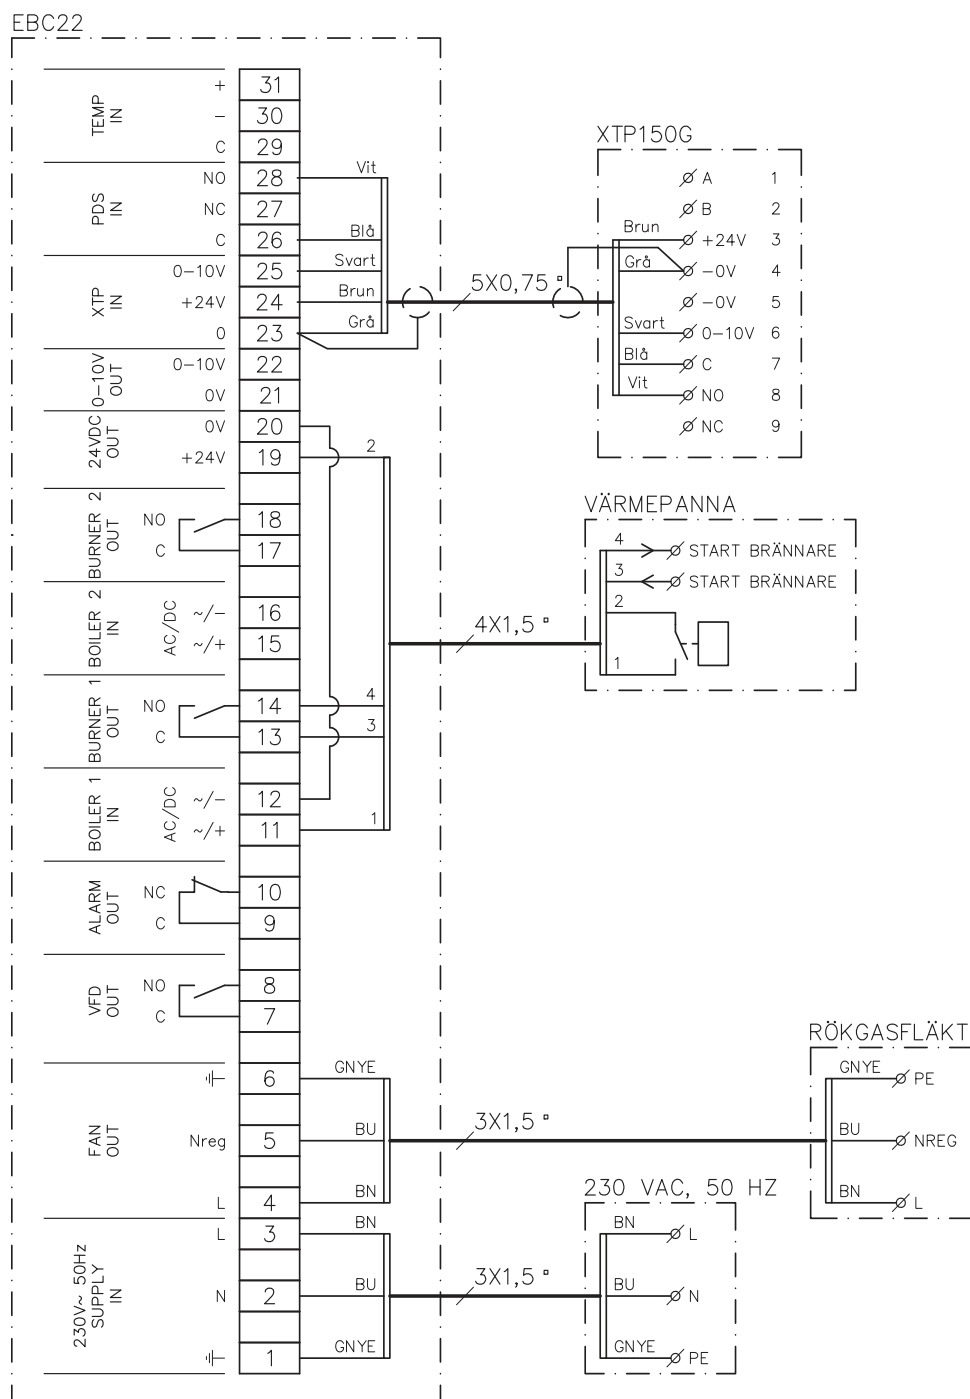 EBC22
TEMP
IN
+ 31
– 30
C 29
PDS
IN
NO 28 Vit
NC 27
C 26 Blå
XTP
IN
0–10V 25 Svart
+24V 24 Brun
0 23 Grå
0–10V
OUT
0–10V 22
0V 21
24VDC
OUT
0V 20
+24V 19 2
BURNER 2
OUT
NO 18
C 17
BOILER 2
IN
AC/DC
~/– 16
~/+ 15
BURNER 1
OUT
NO 14 4
C 13 3
BOILER 1
IN
AC/DC
~/– 12
~/+ 11 1
ALARM
OUT
NC 10
C 9
VFD
OUT
NO 8
C 7
FAN
OUT
6 GNYE
Nreg 5 BU
L 4 BN
230V~ 50Hz
SUPPLY
IN
L 3 BN
N 2 BU
1 GNYE
5X0,75 ▫
XTP150G
A 1
B 2
Brun +24V 3
Grå –0V 4
–0V 5
Svart 0–10V 6
Blå C 7
Vit NO 8
NC 9
4X1,5 ▫
VÄRMEPANNA
4 START BRÄNNARE
3 START BRÄNNARE
2
1
3X1,5 ▫
RÖKGASFLÄKT
GNYE PE
BU NREG
BN L
3X1,5 ▫
230 VAC, 50 HZ
BN L
BU N
GNYE PE